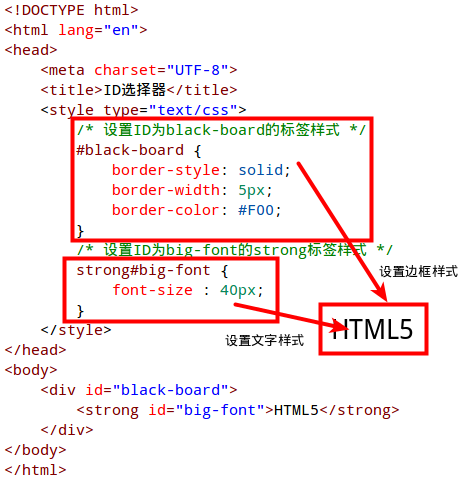 <!DOCTYPE html>
<html lang="en">
<head>
    <meta charset="UTF-8">
    <title>ID选择器</title>
    <style type="text/css">
    /* 设置ID为black-board的标签样式 */
    #black-board {
        border-style: solid;
        border-width: 5px;
        border-color: #F00;
    }
    /* 设置ID为big-font的strong标签样式 */
    strong#big-font {
        font-size : 40px;
    }
    </style>
</head>
<body>
    <div id="black-board">
        <strong id="big-font">HTML5</strong>
    </div>
</body>
</html>
设置边框样式
设置文字样式
HTML5